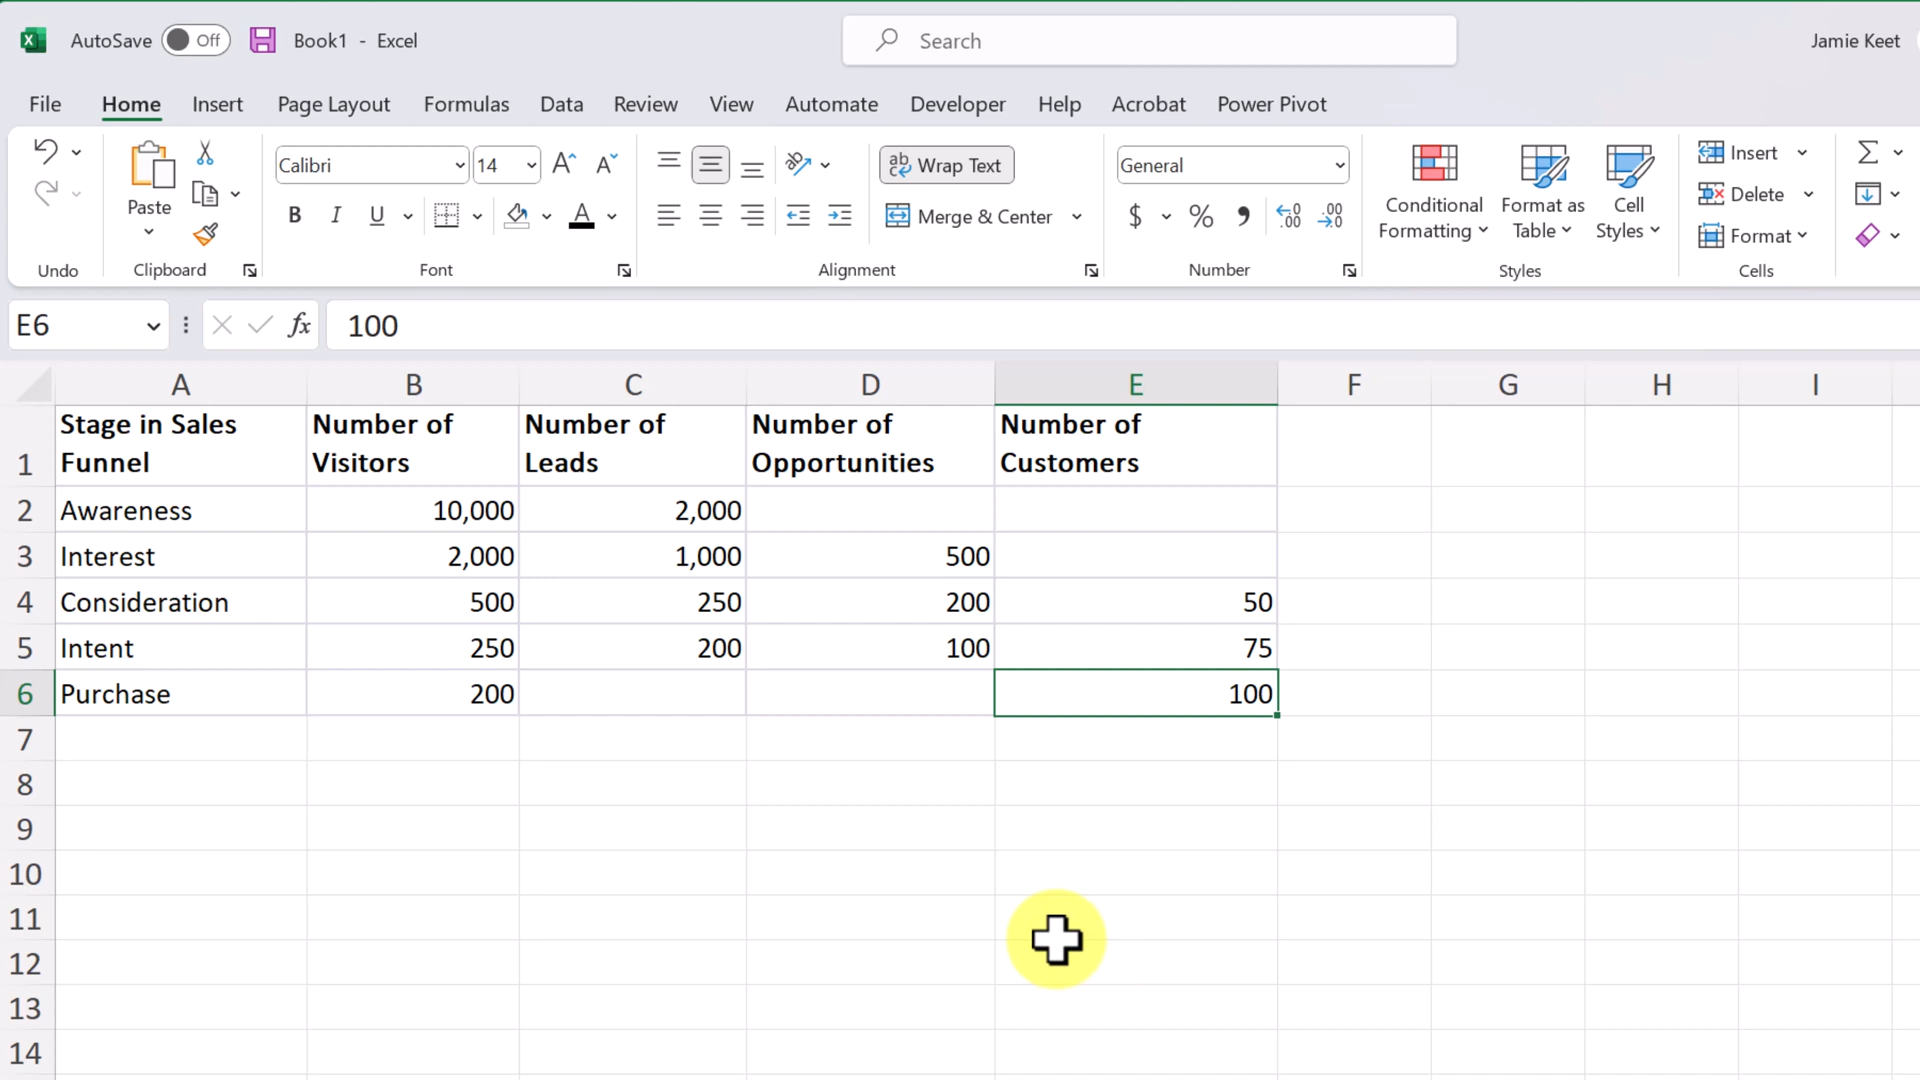 AutoSave Off Book1 - Excel Search Jamie Keet
File Home Insert Page Layout Formulas Data Review View Automate Developer Help Acrobat Power Pivot
Calibri 14 ab Wrap Text General Insert
Paste Conditional Format as Cell Delete
B I U A Merge & Center $ % Formatting Table Styles Format
Undo Clipboard Font Alignment Number Styles Cells
E6 fx 100
A B C D E F G H I
Stage in Sales Number of Number of Number of Number of
1 Funnel Visitors Leads Opportunities Customers
2 Awareness 10,000 2,000
3 Interest 2,000 1,000 500
4 Consideration 500 250 200 50
5 Intent 250 200 100 75
6 Purchase 200 100
7
8
9
10
11
12
13
14